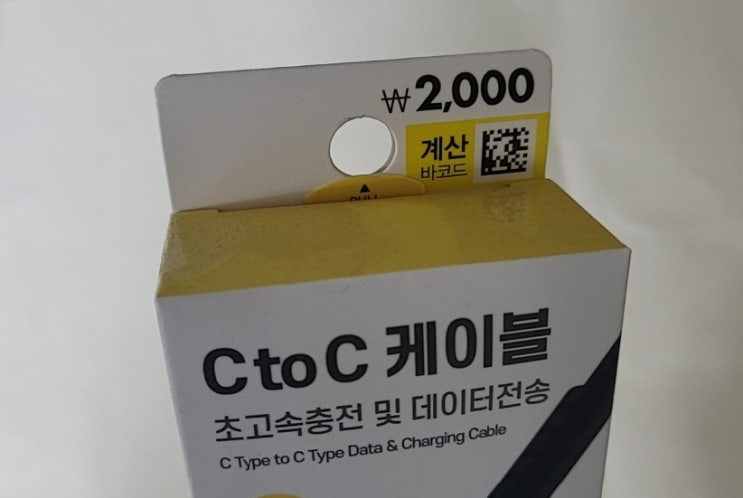 ₩2,000
계산
바코드
C to C 케이블
초고속충전 및 데이터전송
C Type to C Type Data & Charging Cable